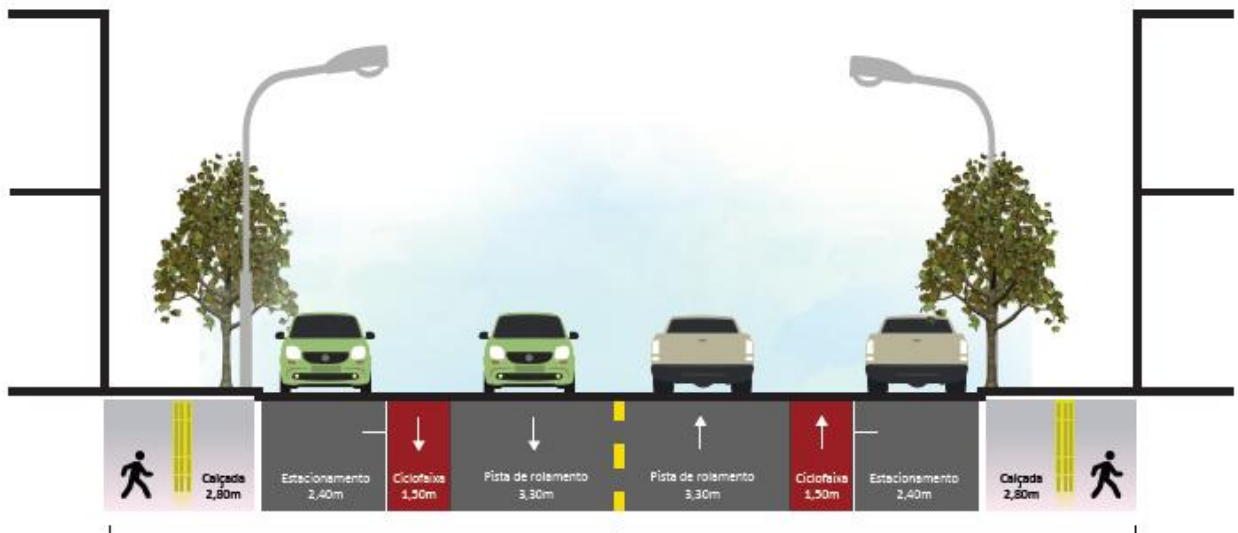 Calçada
2,80m
Estacionamento
2,40m
Ciclofaixa
1,50m
Pista de rolamento
3,30m
Pista de rolamento
3,30m
Ciclofaixa
1,50m
Estacionamento
2,40m
Calçada
2,80m